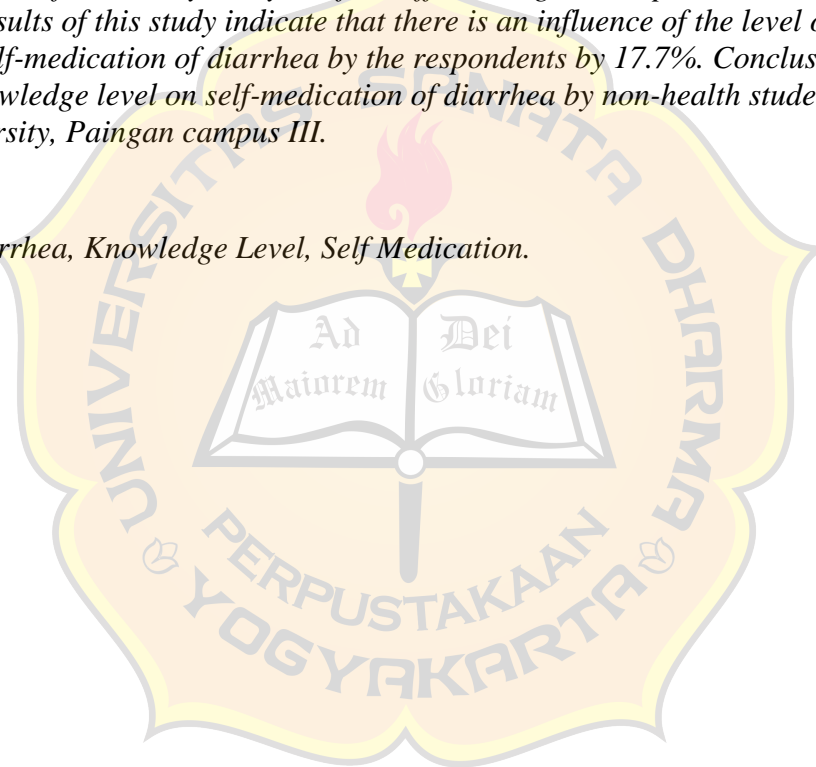 sults of this study indicate that there is an influence of the level o
lf-medication of diarrhea by the respondents by 17.7%. Conclus
owledge level on self-medication of diarrhea by non-health stude
rsity, Paingan campus III.
rrhea, Knowledge Level, Self Medication.
UNIVERSITAS SANATA DHARMA
Ad Dei
Maiorem Gloriam
PERPUSTAKAAN
YOGYAKARTA